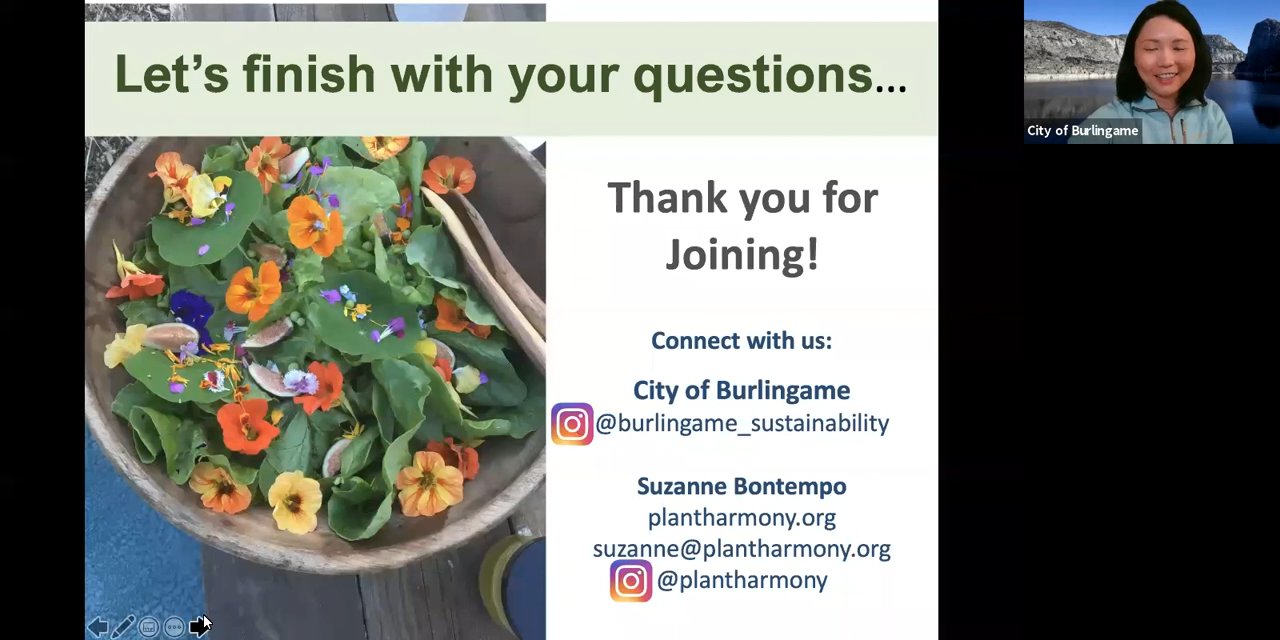 Let's finish with your questions...
Thank you for
Joining!
Connect with us:
City of Burlingame
@burlingame_sustainability
Suzanne Bontempo
plantharmony.org
suzanne@plantharmony.org
@plantharmony
City of Burlingame